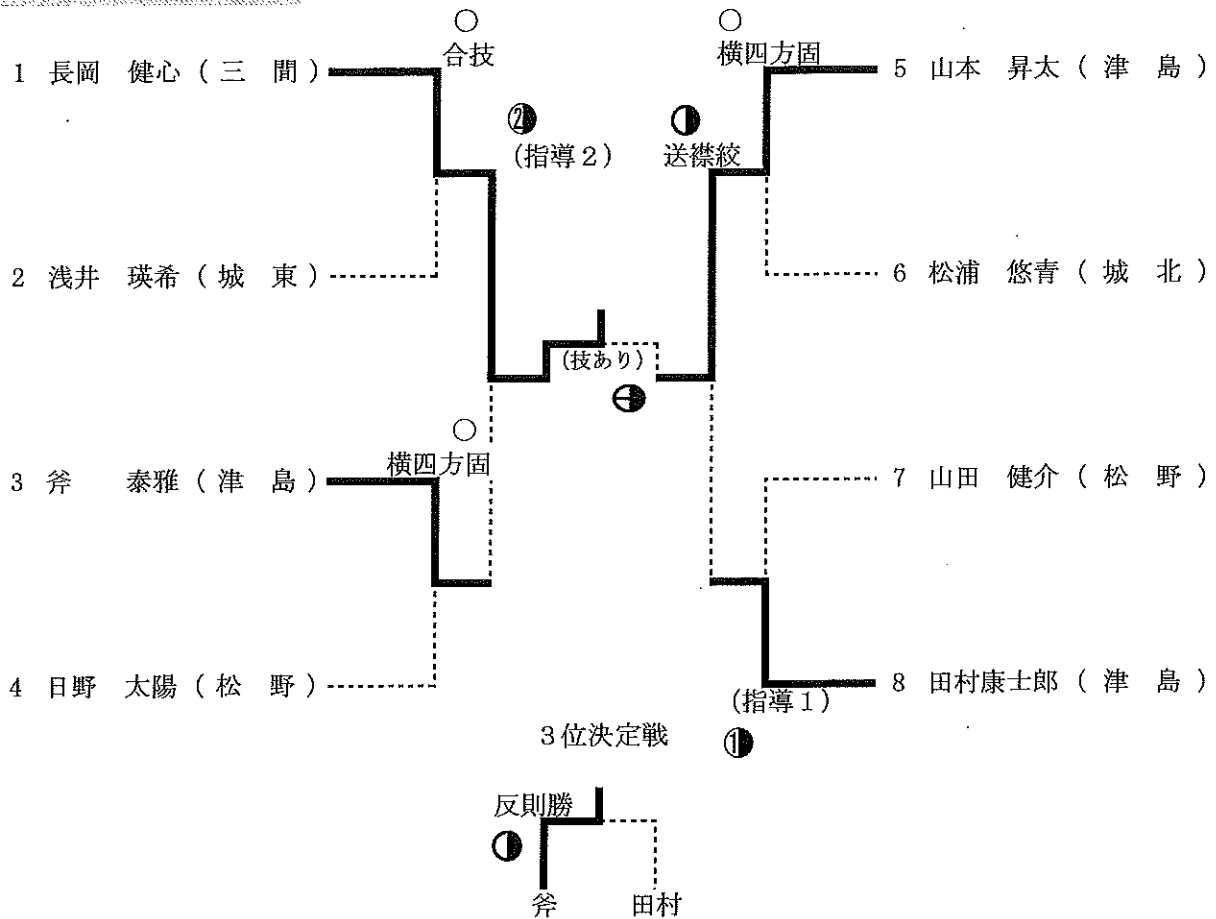 合技
横四方固
1 長岡 健心 ( 三 間 )
5 山本 昇太 ( 津 島 )
②
(指導2)
送襟絞
2 浅井 瑛希 ( 城 東 )
6 松浦 悠青 ( 城 北 )
(技あり)
横四方固
3 斧 泰雅 ( 津 島 )
7 山田 健介 ( 松 野 )
4 日野 太陽 ( 松 野 )
8 田村康士郎 ( 津 島 )
(指導1)
3位決定戦
①
反則勝
斧 田村